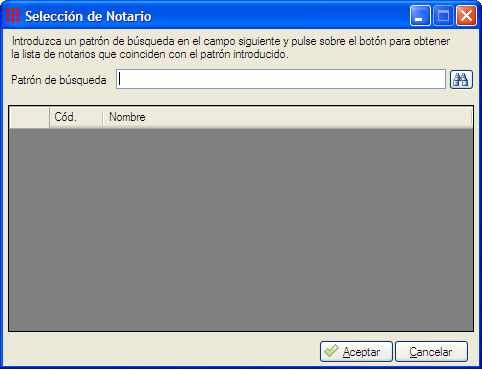 Selección de Notario
Introduzca un patrón de búsqueda en el campo siguiente y pulse sobre el botón para obtener
la lista de notarios que coinciden con el patrón introducido.
Patrón de búsqueda
Cód. Nombre
Aceptar Cancelar